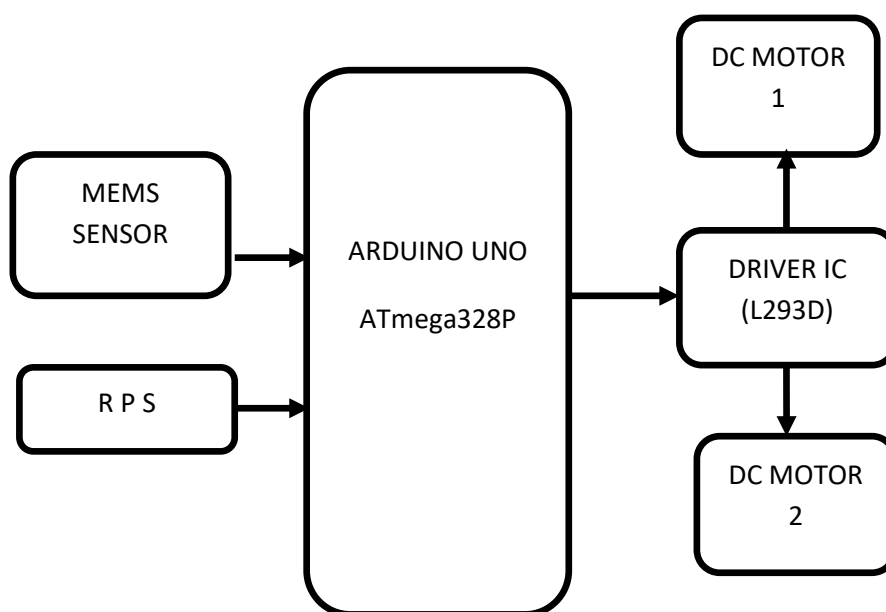 MEMS
SENSOR
R P S
ARDUINO UNO
ATmega328P
DC MOTOR
1
DRIVER IC
(L293D)
DC MOTOR
2